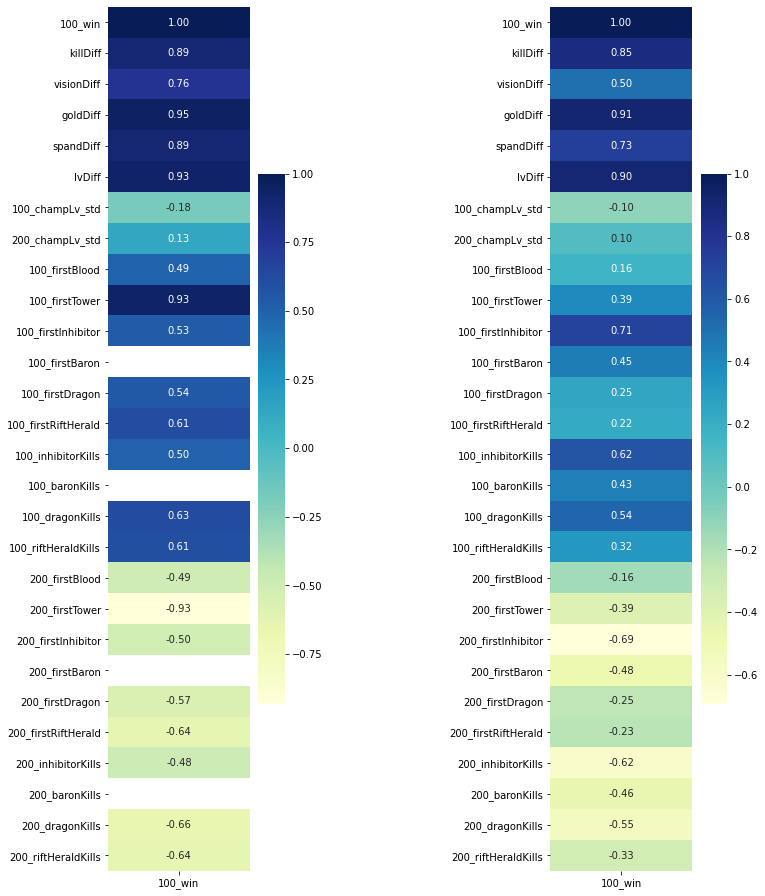 100_win 1.00
killDiff 0.89
visionDiff 0.76
goldDiff 0.95
spandDiff 0.89
lvDiff 0.93
100_champLv_std -0.18
200_champLv_std 0.13
100_firstBlood 0.49
100_firstTower 0.93
100_firstInhibitor 0.53
100_firstBaron
100_firstDragon 0.54
100_firstRiftHerald 0.61
100_inhibitorKills 0.50
100_baronKills
100_dragonKills 0.63
100_riftHeraldKills 0.61
200_firstBlood -0.49
200_firstTower -0.93
200_firstInhibitor -0.50
200_firstBaron
200_firstDragon -0.57
200_firstRiftHerald -0.64
200_inhibitorKills -0.48
200_baronKills
200_dragonKills -0.66
200_riftHeraldKills -0.64
100_win
1.00
0.75
0.50
0.25
0.00
−0.25
−0.50
−0.75
100_win 1.00
killDiff 0.85
visionDiff 0.50
goldDiff 0.91
spandDiff 0.73
lvDiff 0.90
100_champLv_std -0.10
200_champLv_std 0.10
100_firstBlood 0.16
100_firstTower 0.39
100_firstInhibitor 0.71
100_firstBaron 0.45
100_firstDragon 0.25
100_firstRiftHerald 0.22
100_inhibitorKills 0.62
100_baronKills 0.43
100_dragonKills 0.54
100_riftHeraldKills 0.32
200_firstBlood -0.16
200_firstTower -0.39
200_firstInhibitor -0.69
200_firstBaron -0.48
200_firstDragon -0.25
200_firstRiftHerald -0.23
200_inhibitorKills -0.62
200_baronKills -0.46
200_dragonKills -0.55
200_riftHeraldKills -0.33
100_win
1.0
0.8
0.6
0.4
0.2
0.0
−0.2
−0.4
−0.6